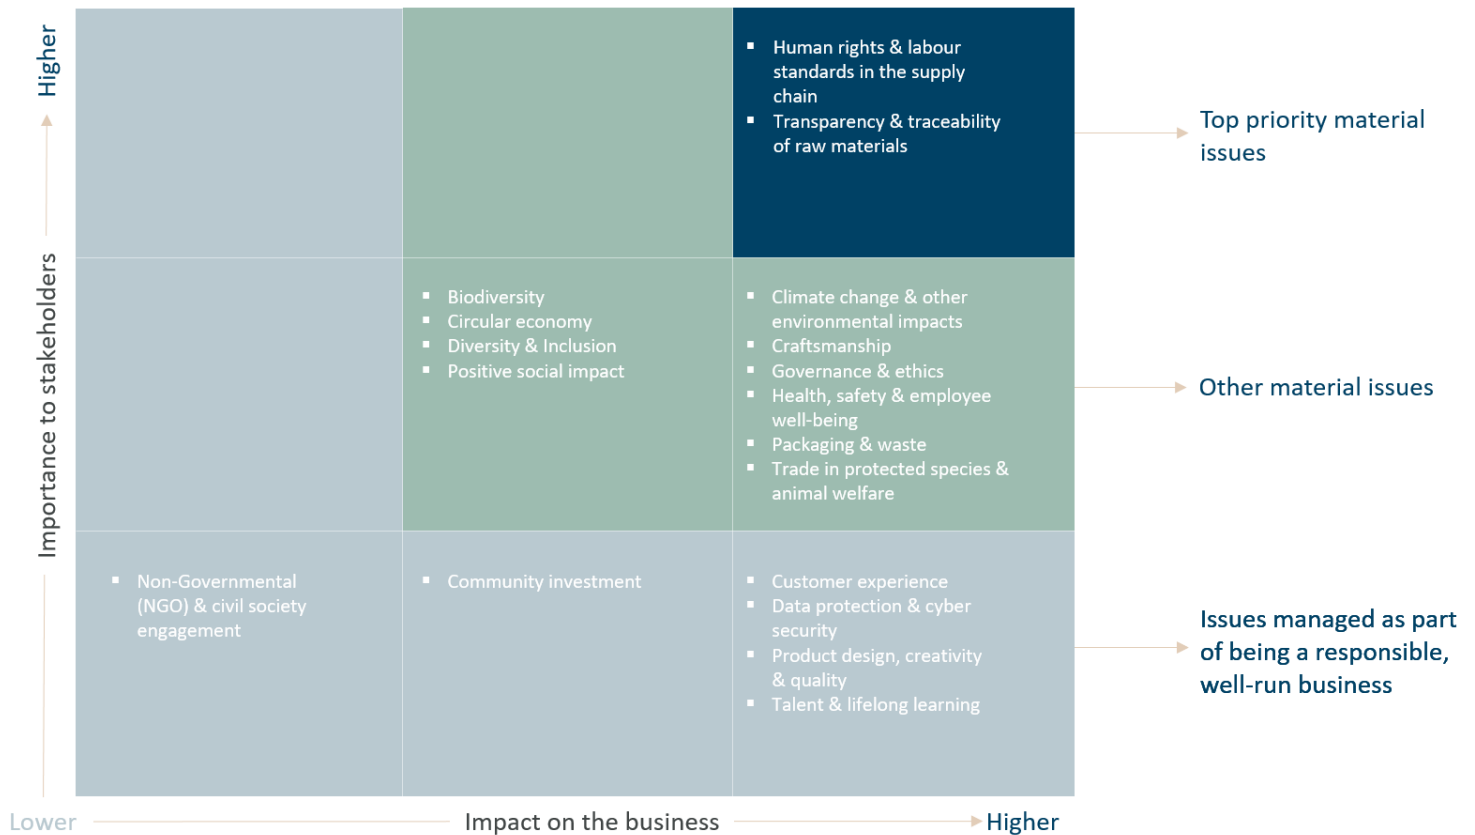 Higher
Importance to stakeholders
Human rights & labour
standards in the supply
chain
Transparency & traceability
of raw materials
Top priority material
issues
Biodiversity
Circular economy
Diversity & Inclusion
Positive social impact
Climate change & other
environmental impacts
Craftsmanship
Governance & ethics
Health, safety & employee
well-being
Packaging & waste
Trade in protected species &
animal welfare
Other material issues
Non-Governmental
(NGO) & civil society
engagement
Community investment
Customer experience
Data protection & cyber
security
Product design, creativity
& quality
Talent & lifelong learning
Issues managed as part
of being a responsible,
well-run business
Lower
Impact on the business
Higher